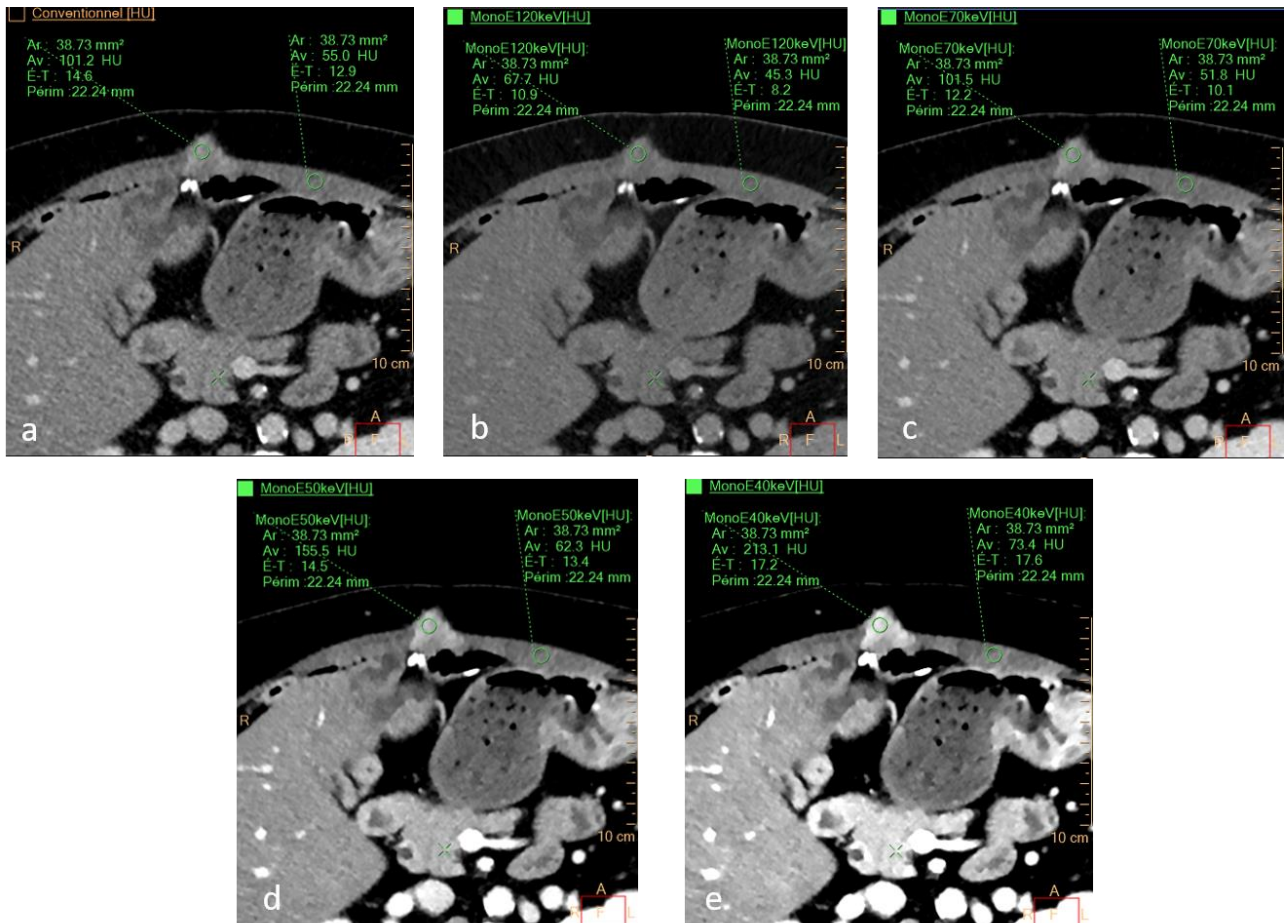 Conventionnel [HU]
Ar : 38.73 mm²
Av : 101.2 HU
É-T : 14.6
Périm :22.24 mm
Ar : 38.73 mm²
Av : 55.0 HU
É-T : 12.9
Périm :22.24 mm
R
10 cm
A
R F L
a
MonoE120keV[HU]
MonoE120keV[HU]:
Ar :38.73 mm²
Av : 67.7 HU
É-T : 10.9
Périm :22.24 mm
MonoE120keV[HU]:
Ar : 38.73 mm²
Av : 45.3 HU
É-T : 8.2
Périm :22.24 mm
R
10 cm
A
R F L
b
MonoE70keV[HU]
MonoE70keV[HU]:
Ar :38.73 mm²
Av : 101.5 HU
É-T : 12.2
Périm :22.24 mm
MonoE70keV[HU]:
Ar : 38.73 mm²
Av : 51.8 HU
É-T : 10.1
Périm :22.24 mm
R
10 cm
A
R F L
c
MonoE50keV[HU]
MonoE50keV[HU]:
Ar :38.73 mm²
Av : 155.5 HU
É-T : 14.5
Périm :22.24 mm
MonoE50keV[HU]:
Ar : 38.73 mm²
Av : 62.3 HU
É-T : 13.4
Périm :22.24 mm
R
10 cm
A
R F L
d
MonoE40keV[HU]
MonoE40keV[HU]:
Ar :38.73 mm²
Av : 213.1 HU
É-T : 17.2
Périm :22.24 mm
MonoE40keV[HU]:
Ar : 38.73 mm²
Av : 73.4 HU
É-T : 17.6
Périm :22.24 mm
R
10 cm
A
R F L
e